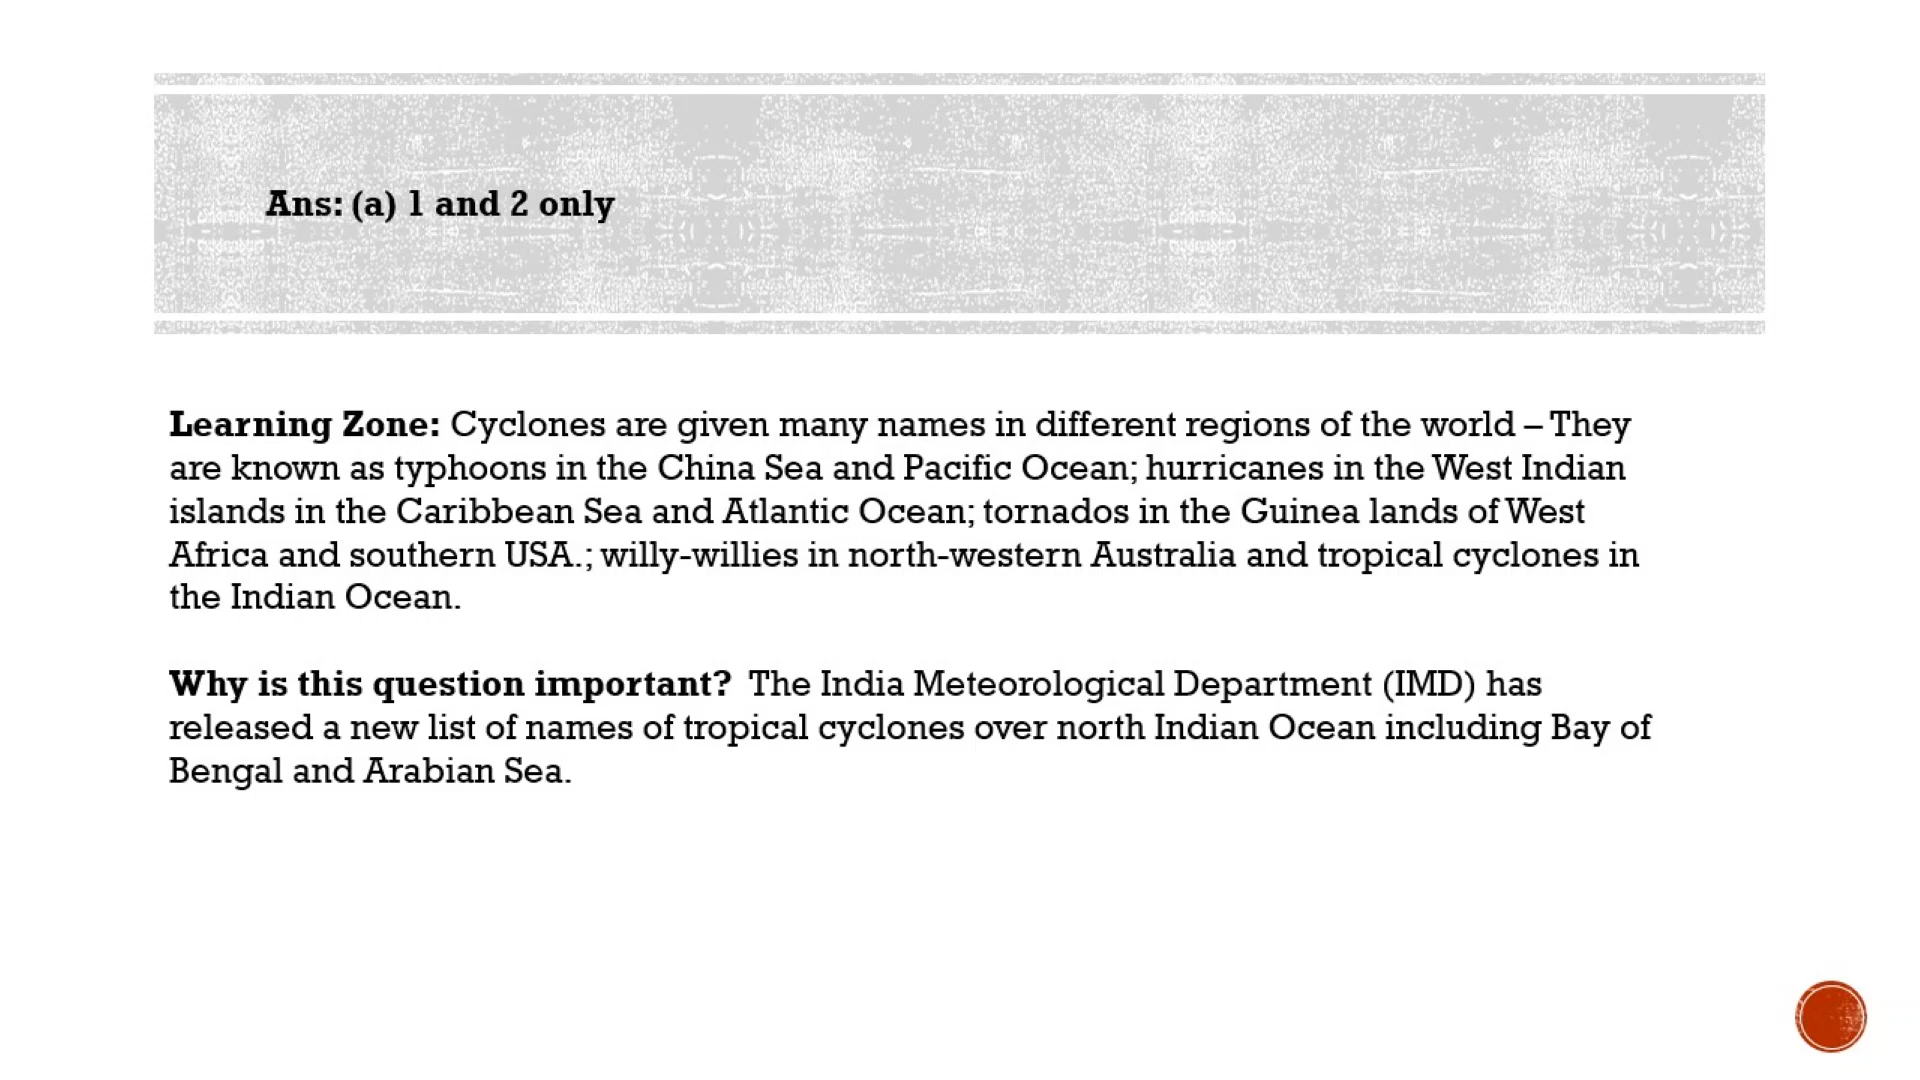 Ans: (a) 1 and 2 only
Learning Zone: Cyclones are given many names in different regions of the world – They
are known as typhoons in the China Sea and Pacific Ocean; hurricanes in the West Indian
islands in the Caribbean Sea and Atlantic Ocean; tornados in the Guinea lands of West
Africa and southern USA.; willy-willies in north-western Australia and tropical cyclones in
the Indian Ocean.
Why is this question important? The India Meteorological Department (IMD) has
released a new list of names of tropical cyclones over north Indian Ocean including Bay of
Bengal and Arabian Sea.